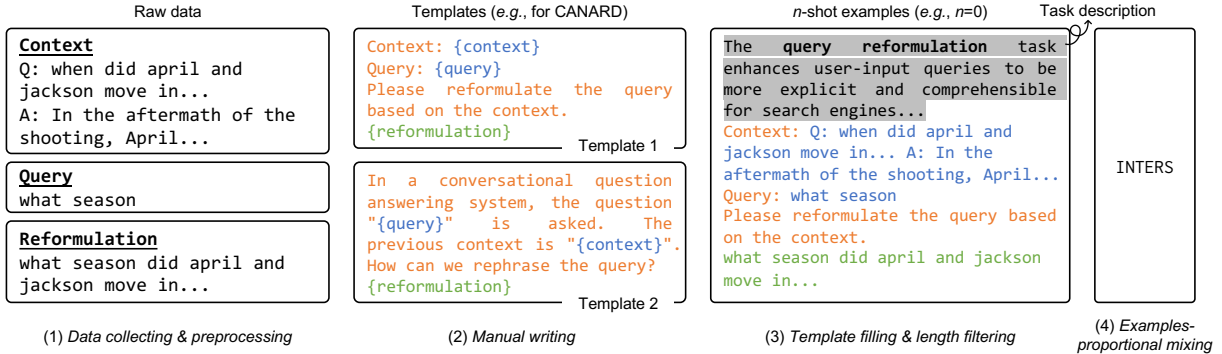 Raw data
Context
Q: when did april and
jackson move in...
A: In the aftermath of the
shooting, April...
Query
what season
Reformulation
what season did april and
jackson move in...
(1) Data collecting & preprocessing
Templates (e.g., for CANARD)
Context: {context}
Query: {query}
Please reformulate the query
based on the context.
{reformulation}
Template 1
In a conversational question
answering system, the question
"{query}" is asked. The
previous context is "{context}".
How can we rephrase the query?
{reformulation}
Template 2
(2) Manual writing
n-shot examples (e.g., n=0)
Task description
The query reformulation task
enhances user-input queries to be
more explicit and comprehensible
for search engines...
Context: Q: when did april and
jackson move in... A: In the
aftermath of the shooting, April...
Query: what season
Please reformulate the query based
on the context.
what season did april and jackson
move in...
(3) Template filling & length filtering
INTERS
(4) Examples-
proportional mixing